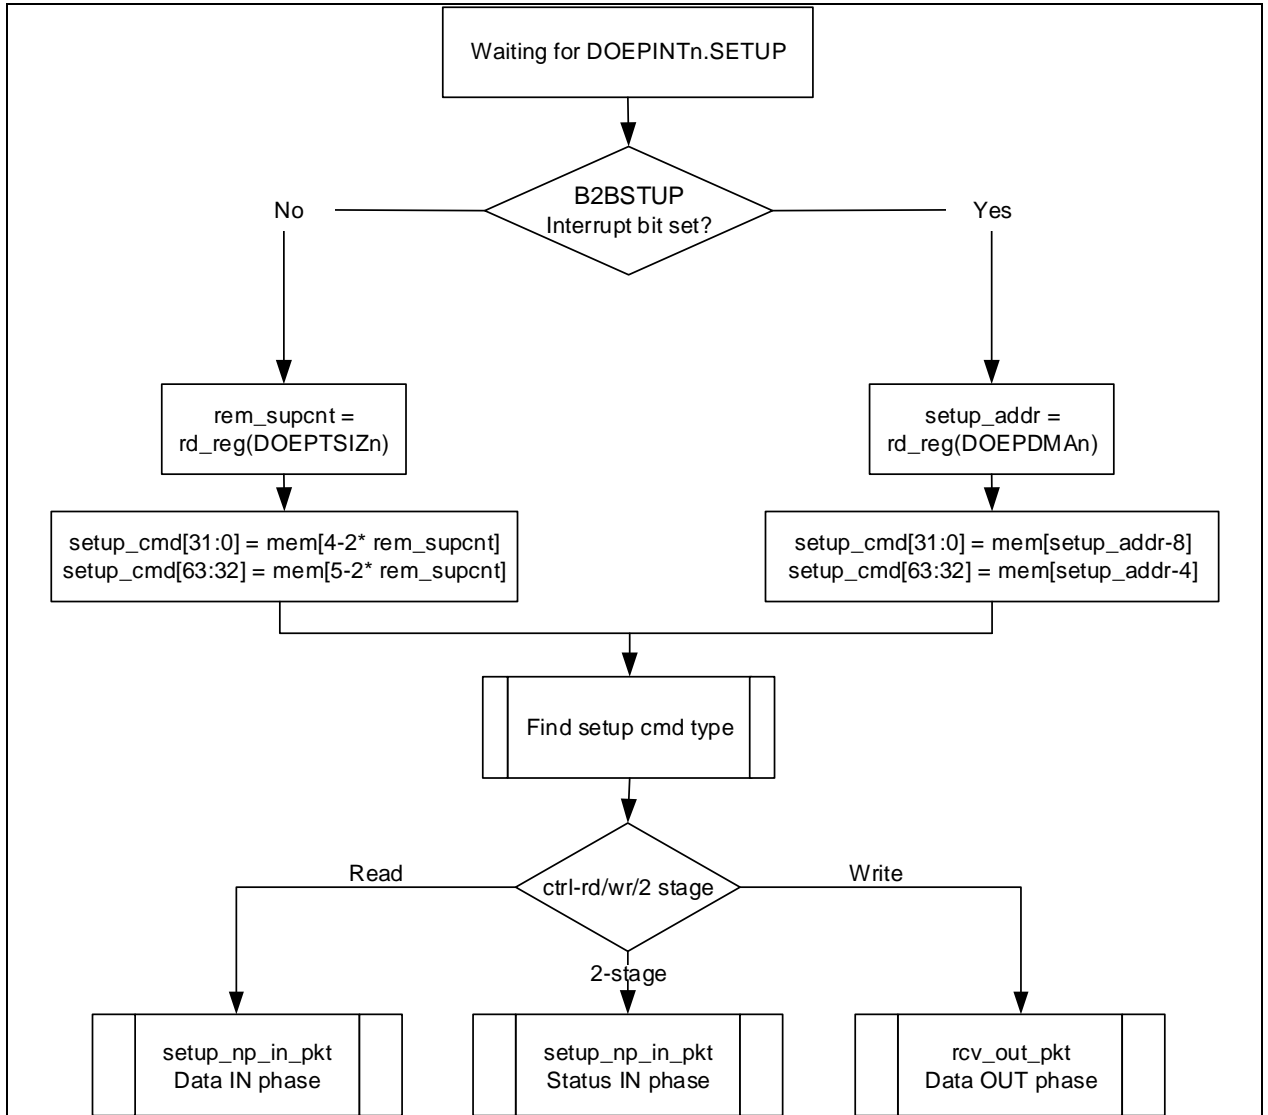 Waiting for DOEPINTn.SETUP
B2BSTUP
Interrupt bit set?
No
Yes
rem_supcnt =
rd_reg(DOEPTSIZn)
setup_addr =
rd_reg(DOEPDMAn)
setup_cmd[31:0] = mem[4-2* rem_supcnt]
setup_cmd[63:32] = mem[5-2* rem_supcnt]
setup_cmd[31:0] = mem[setup_addr-8]
setup_cmd[63:32] = mem[setup_addr-4]
Find setup cmd type
ctrl-rd/wr/2 stage
Read
Write
2-stage
setup_np_in_pkt
Data IN phase
setup_np_in_pkt
Status IN phase
rcv_out_pkt
Data OUT phase